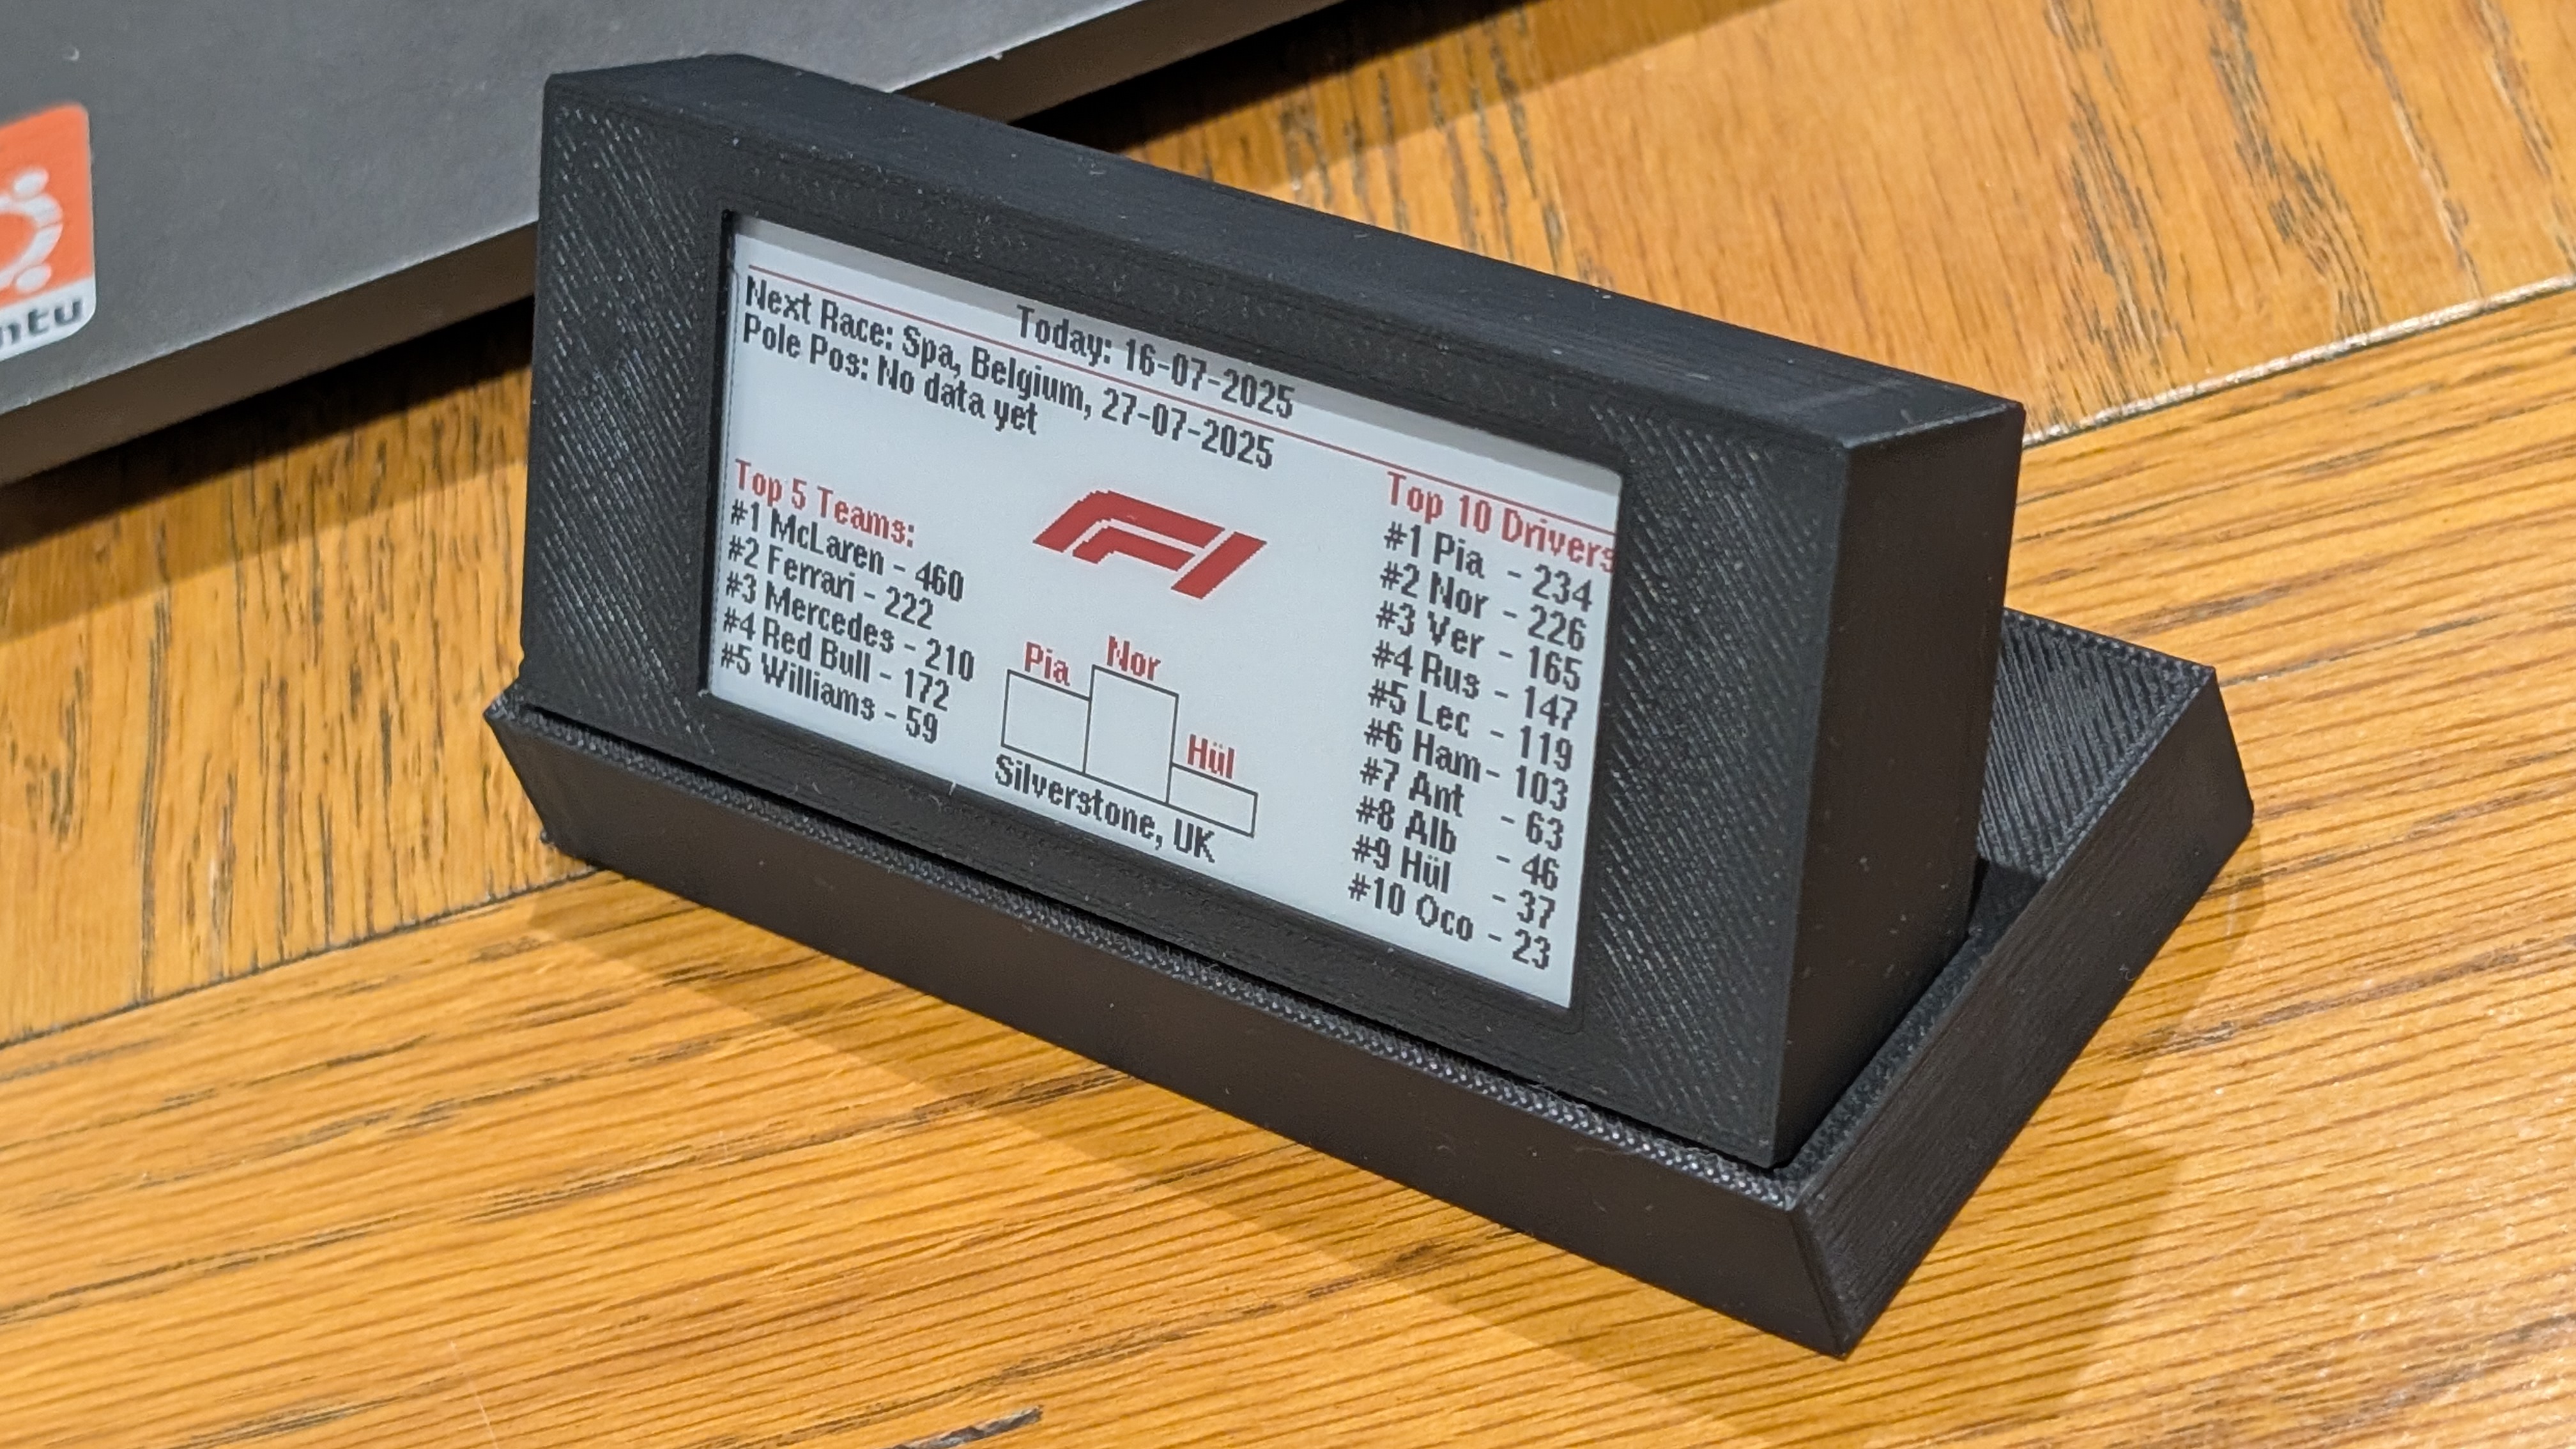 Today: 16-07-2025
Next Race: Spa, Belgium, 27-07-2025
Pole Pos: No data yet
Top 5 Teams:
#1 McLaren - 460
#2 Ferrari - 222
#3 Mercedes - 210
#4 Red Bull - 172
#5 Williams - 59
F1
Pia
Nor
Hül
Silverstone, UK
Top 10 Drivers
#1 Pia - 234
#2 Nor - 226
#3 Ver - 165
#4 Rus - 147
#5 Lec - 119
#6 Ham - 103
#7 Ant - 63
#8 Alb - 46
#9 Hül - 37
#10 Oco - 23
ntu